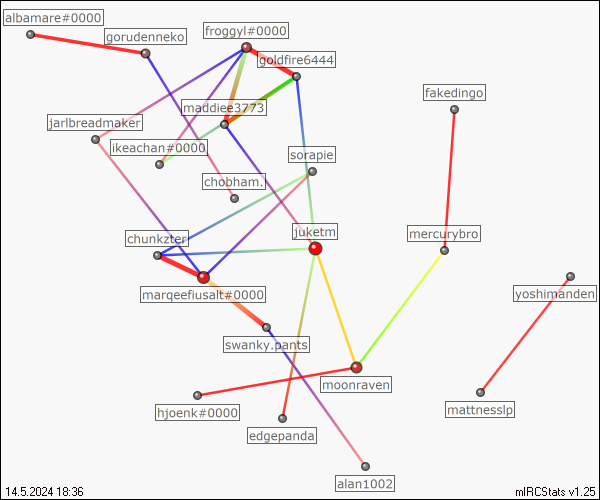 albamare#0000
gorudenneko
froggyl#0000
goldfire6444
fakedingo
maddiee3773
jarlbreadmaker
ikeachan#0000
sorapie
chobham.
chunkzter
juketm
mercurybro
marqeefiusalt#0000
yoshimanden
swanky.pants
moonraven
hjoenk#0000
mattnesslp
edgepanda
alan1002
14.5.2024 18:36
mIRCStats v1.25